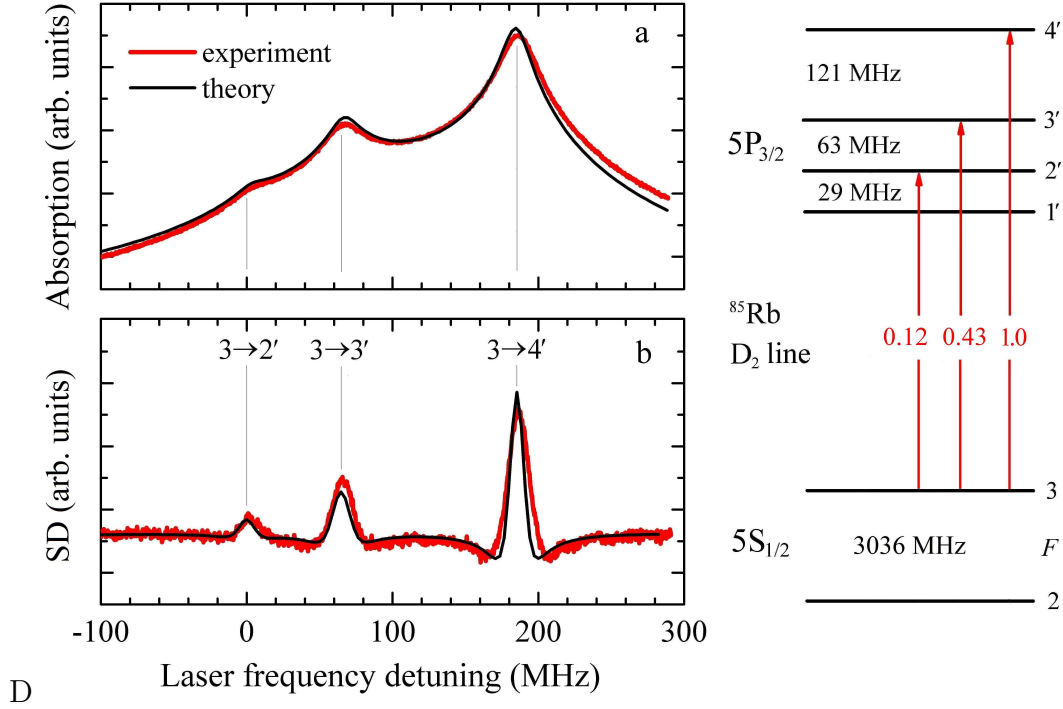 Absorption (arb. units)
a
experiment
theory
SD (arb. units)
3→2′ 3→3′ 3→4′
b
-100 0 100 200 300
Laser frequency detuning (MHz)
D
4′
121 MHz
3′
5P3/2
63 MHz
2′
29 MHz
1′
⁸⁵Rb
D₂ line
0.12 0.43 1.0
3
5S1/2
3036 MHz
F
2